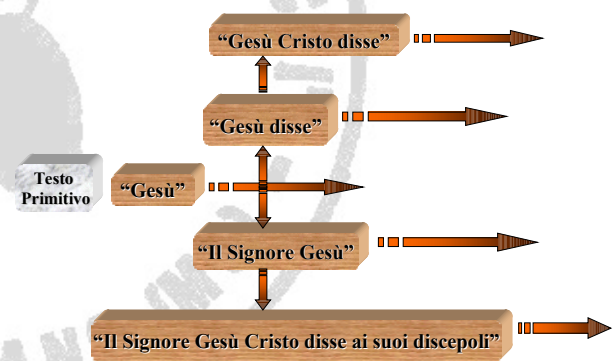 “Gesù Cristo disse”
“Gesù disse”
Testo
Primitivo
“Gesù”
“Il Signore Gesù”
“Il Signore Gesù Cristo disse ai suoi discepoli”